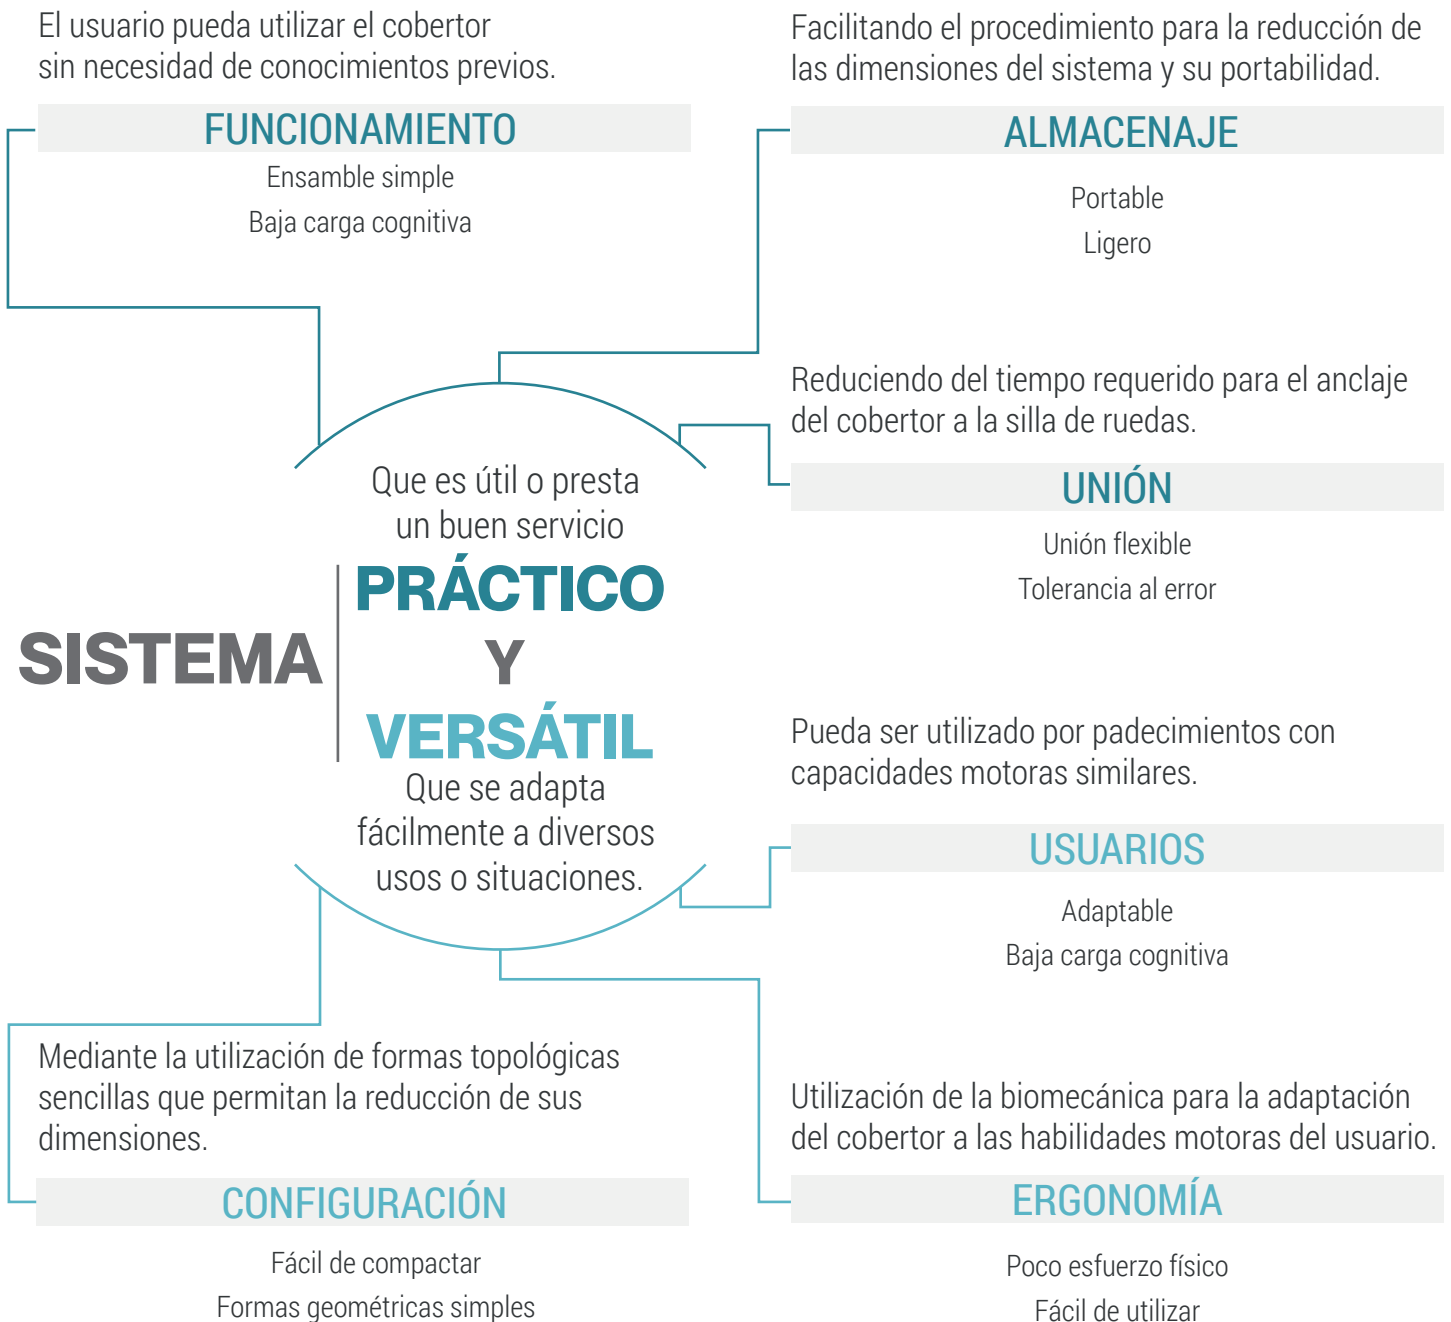 El usuario pueda utilizar el cobertor
sin necesidad de conocimientos previos.
FUNCIONAMIENTO
Ensamble simple
Baja carga cognitiva
Facilitando el procedimiento para la reducción de
las dimensiones del sistema y su portabilidad.
ALMACENAJE
Portable
Ligero
Reduciendo del tiempo requerido para el anclaje
del cobertor a la silla de ruedas.
UNIÓN
Unión flexible
Tolerancia al error
Que es útil o presta
un buen servicio
SISTEMA
PRÁCTICO
Y
VERSÁTIL
Que se adapta
fácilmente a diversos
usos o situaciones.
Pueda ser utilizado por padecimientos con
capacidades motoras similares.
USUARIOS
Adaptable
Baja carga cognitiva
Mediante la utilización de formas topológicas
sencillas que permitan la reducción de sus
dimensiones.
CONFIGURACIÓN
Fácil de compactar
Formas geométricas simples
Utilización de la biomecánica para la adaptación
del cobertor a las habilidades motoras del usuario.
ERGONOMÍA
Poco esfuerzo físico
Fácil de utilizar